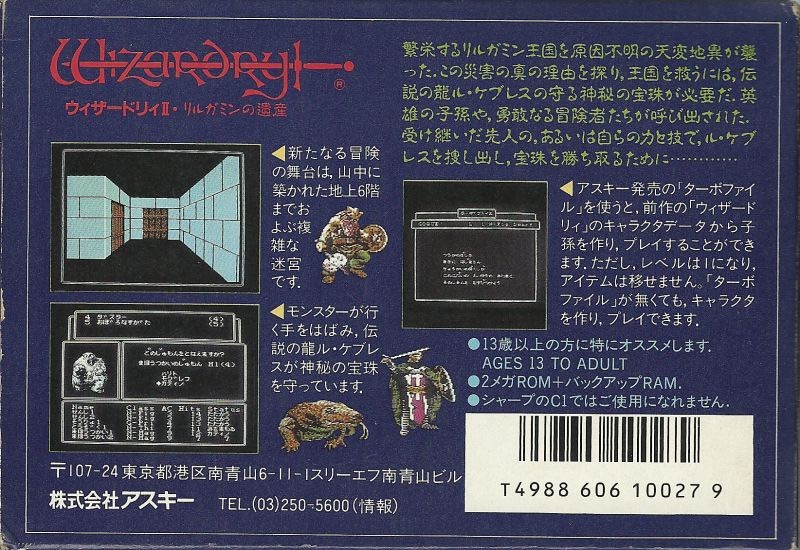 Wizardry
®
ウィザードリィII・リルガミンの遺産
繁栄するリルガミン王国を原因不明の天変地異が襲
った。この災害の真の理由を探り、王国を救うには、伝
説の龍ル・ケブレスの守る神秘の宝珠が必要だ。英
雄の子孫や、勇敢なる冒険者たちが呼び出された。
受け継いだ先人の、あるいは自らの力と技で、ル・ケブ
レスを捜し出し、宝珠を勝ち取るために…………
◀新たなる冒険
の舞台は、山中に
築かれた地上6階
までお
よぶ複
雑な
迷宮
です。
◀アスキー発売の「ターボファイ
ル」を使うと、前作の「ウィザード
リィ」のキャラクタデータから子
孫を作り、プレイすることができ
ます。ただし、レベルは1になり、
アイテムは移せません。「ターボ
ファイル」が無くても、キャラクタ
を作り、プレイできます。
◀モンスターが行
く手をはばみ、伝
説の龍ル・ケブレ
スが神秘の宝珠
を守っています。
どのじゅもんをとなえますか?
●13歳以上の方に特にオススメします.
AGES 13 TO ADULT
●2メガROM+バックアップRAM.
●シャープのC1ではご使用になれません.
〒107-24 東京都港区南青山6-11-1スリーエフ南青山ビル
株式会社アスキー TEL.(03)250-5600(情報)
T4988 606 10027 9